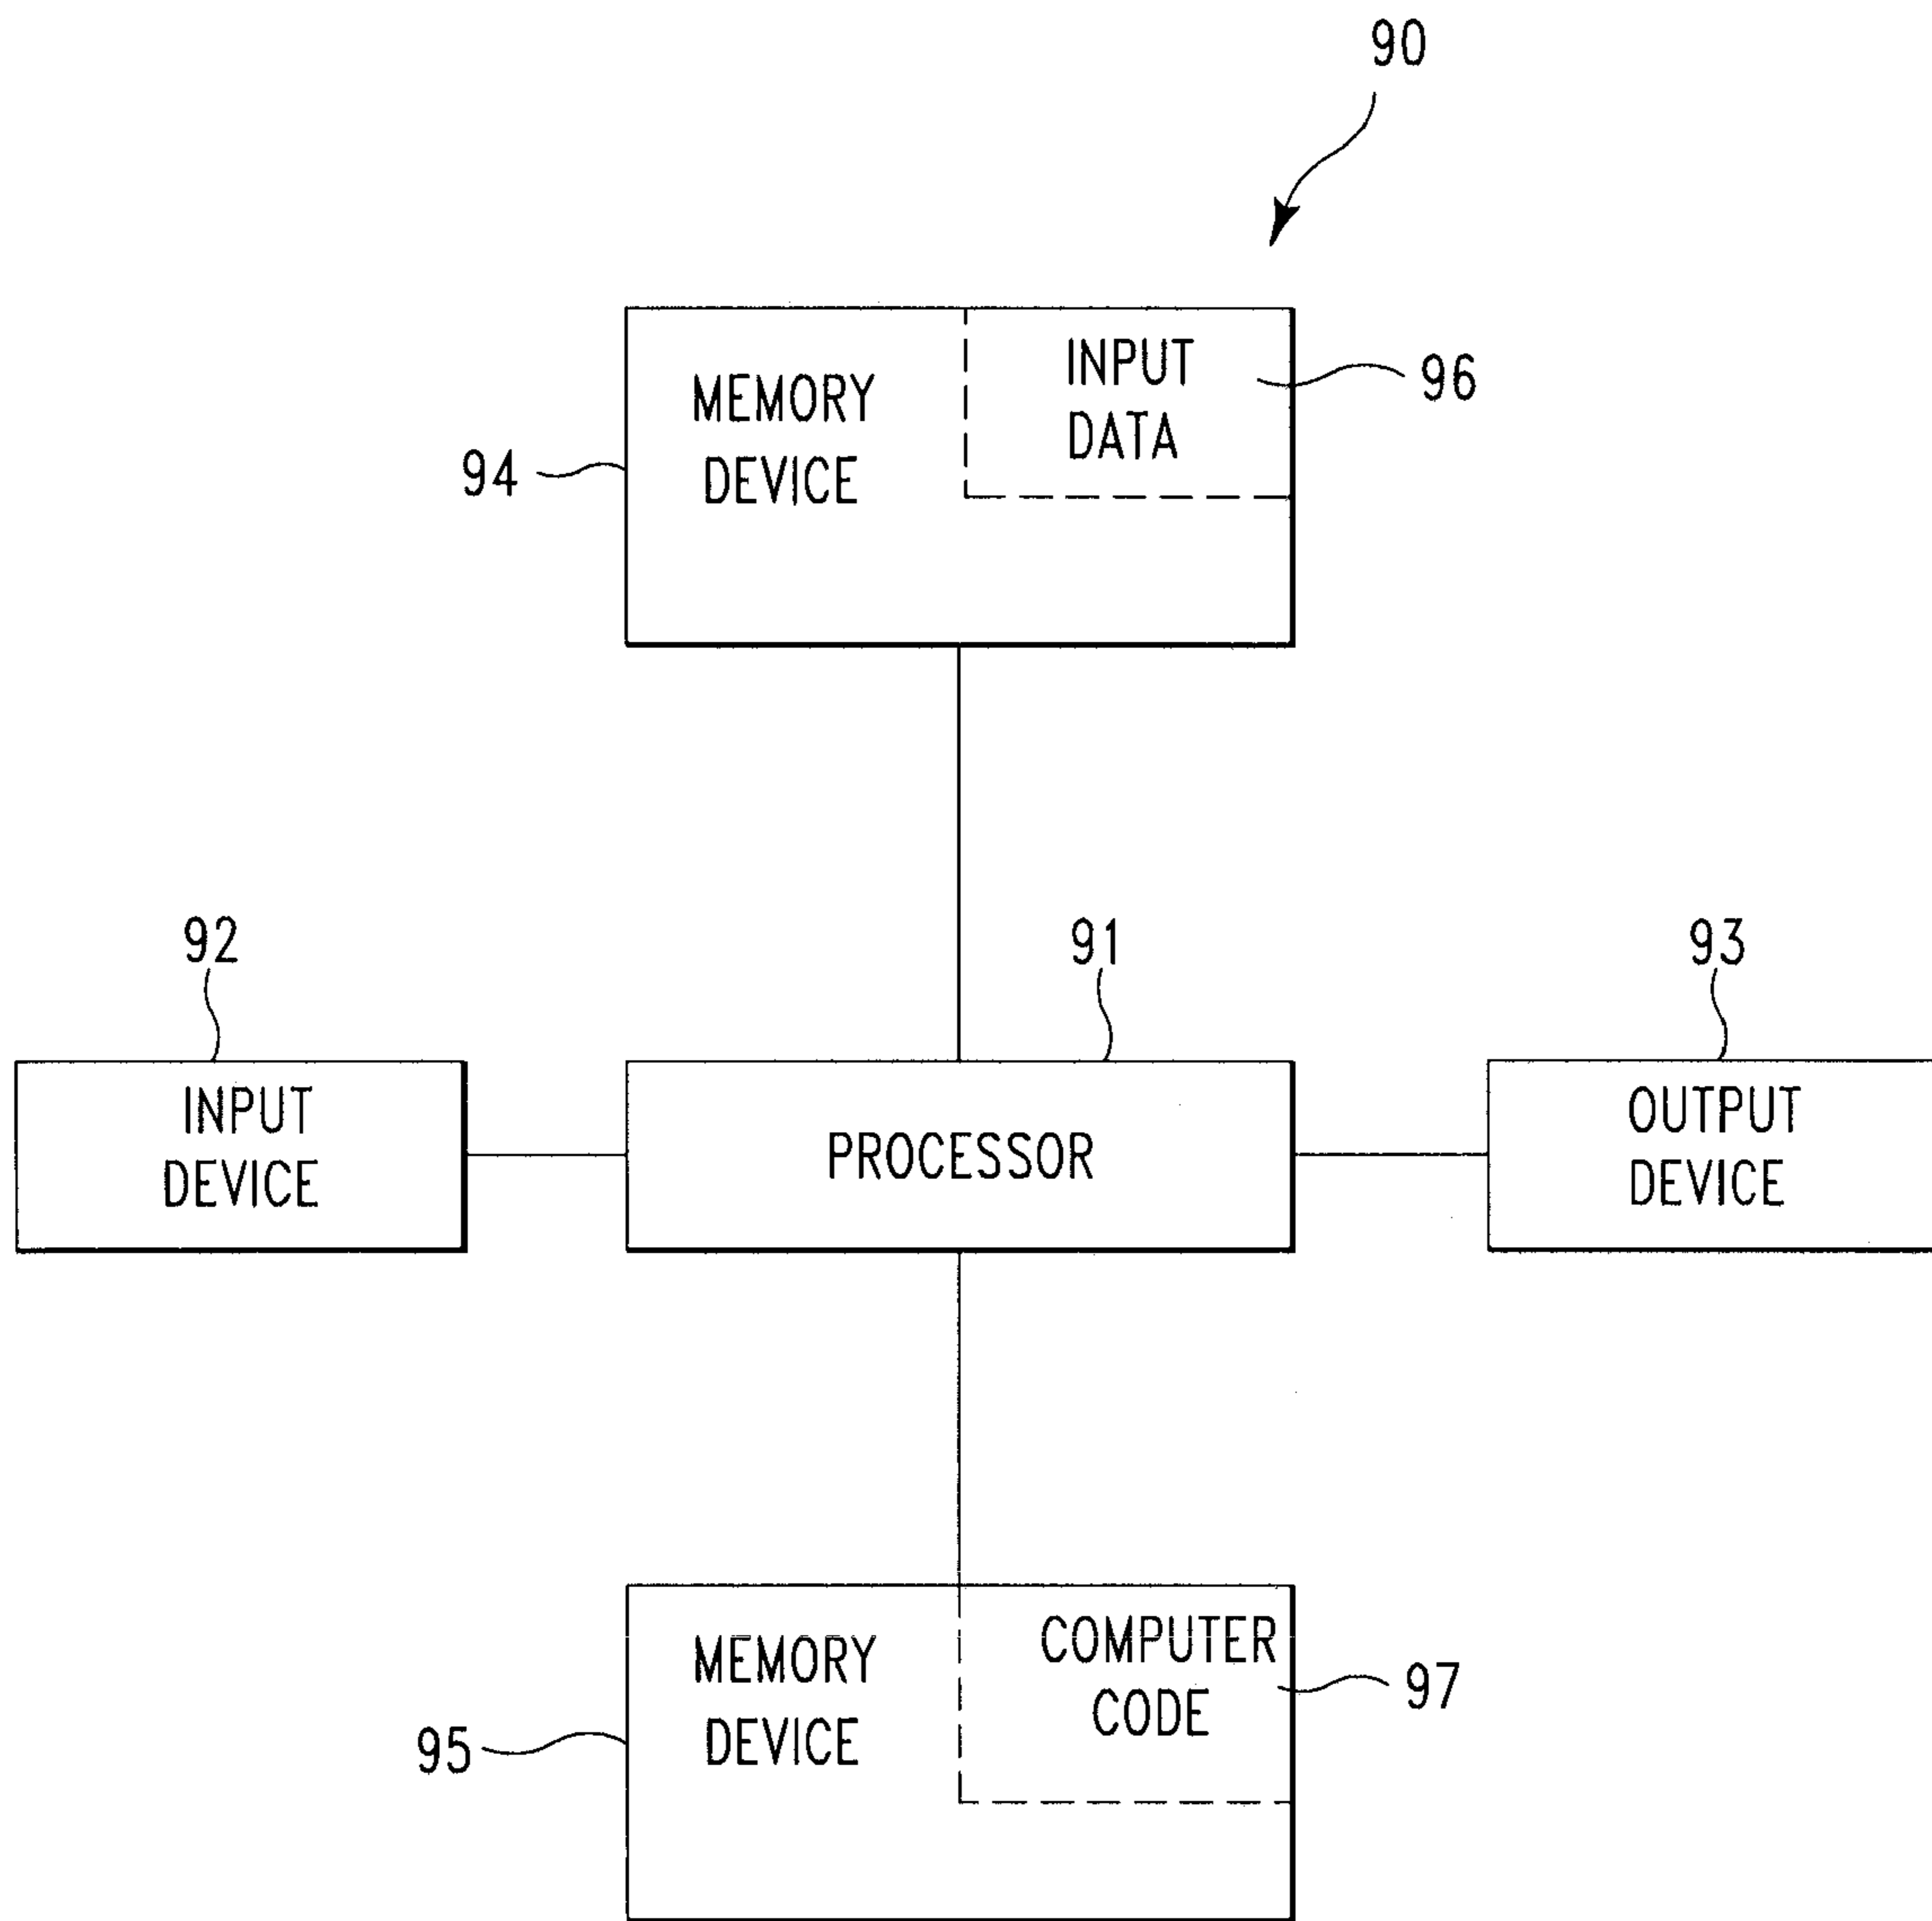 90
MEMORY
DEVICE
INPUT
DATA
96
94
92
91
93
INPUT
DEVICE
PROCESSOR
OUTPUT
DEVICE
MEMORY
DEVICE
COMPUTER
CODE
97
95